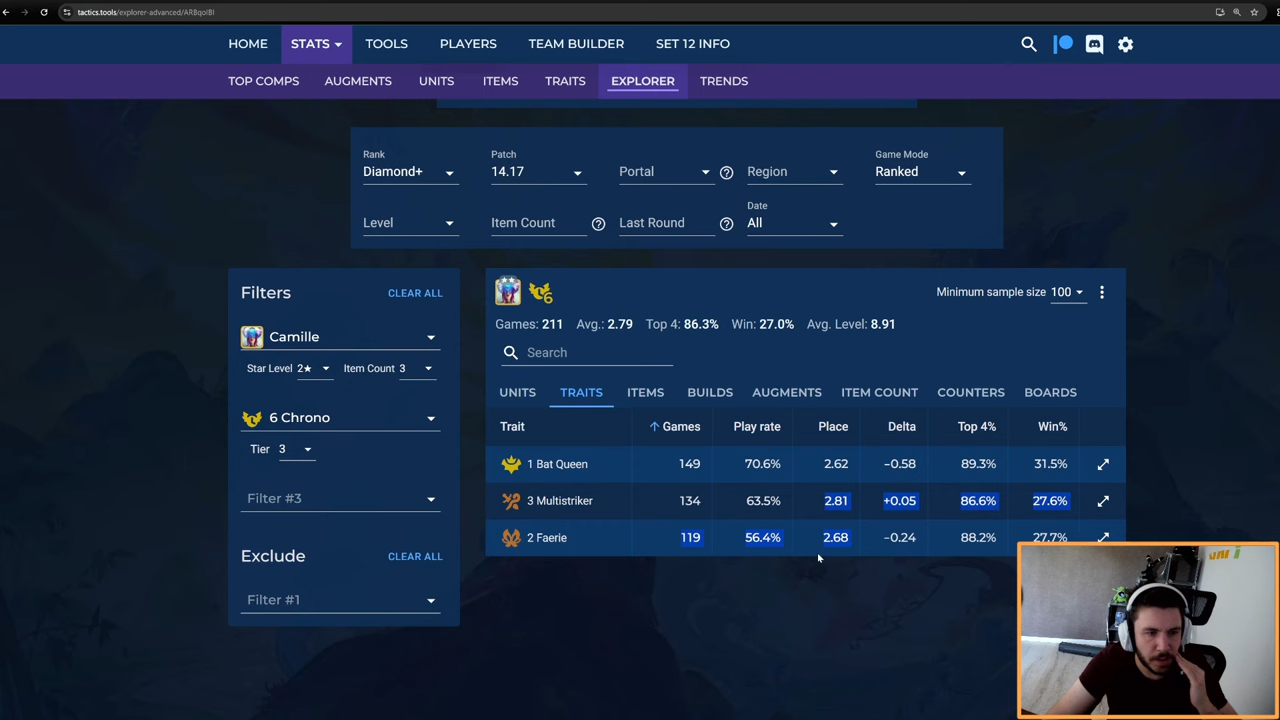 tactics.tools/explorer-advanced/ARBqoIBI
HOME STATS TOOLS PLAYERS TEAM BUILDER SET 12 INFO
TOP COMPS AUGMENTS UNITS ITEMS TRAITS EXPLORER TRENDS
Rank Patch Game Mode
Diamond+ 14.17 Portal Region Ranked
Date
Level Item Count Last Round All
Filters CLEAR ALL
Camille
Star Level 2★ Item Count 3
6 Chrono
Tier 3
Filter #3
Exclude CLEAR ALL
Filter #1
6
Minimum sample size 100
Games: 211 Avg.: 2.79 Top 4: 86.3% Win: 27.0% Avg. Level: 8.91
Search
UNITS TRAITS ITEMS BUILDS AUGMENTS ITEM COUNT COUNTERS BOARDS
Trait Games Play rate Place Delta Top 4% Win%
1 Bat Queen 149 70.6% 2.62 −0.58 89.3% 31.5%
3 Multistriker 134 63.5% 2.81 +0.05 86.6% 27.6%
2 Faerie 119 56.4% 2.68 −0.24 88.2% 27.7%